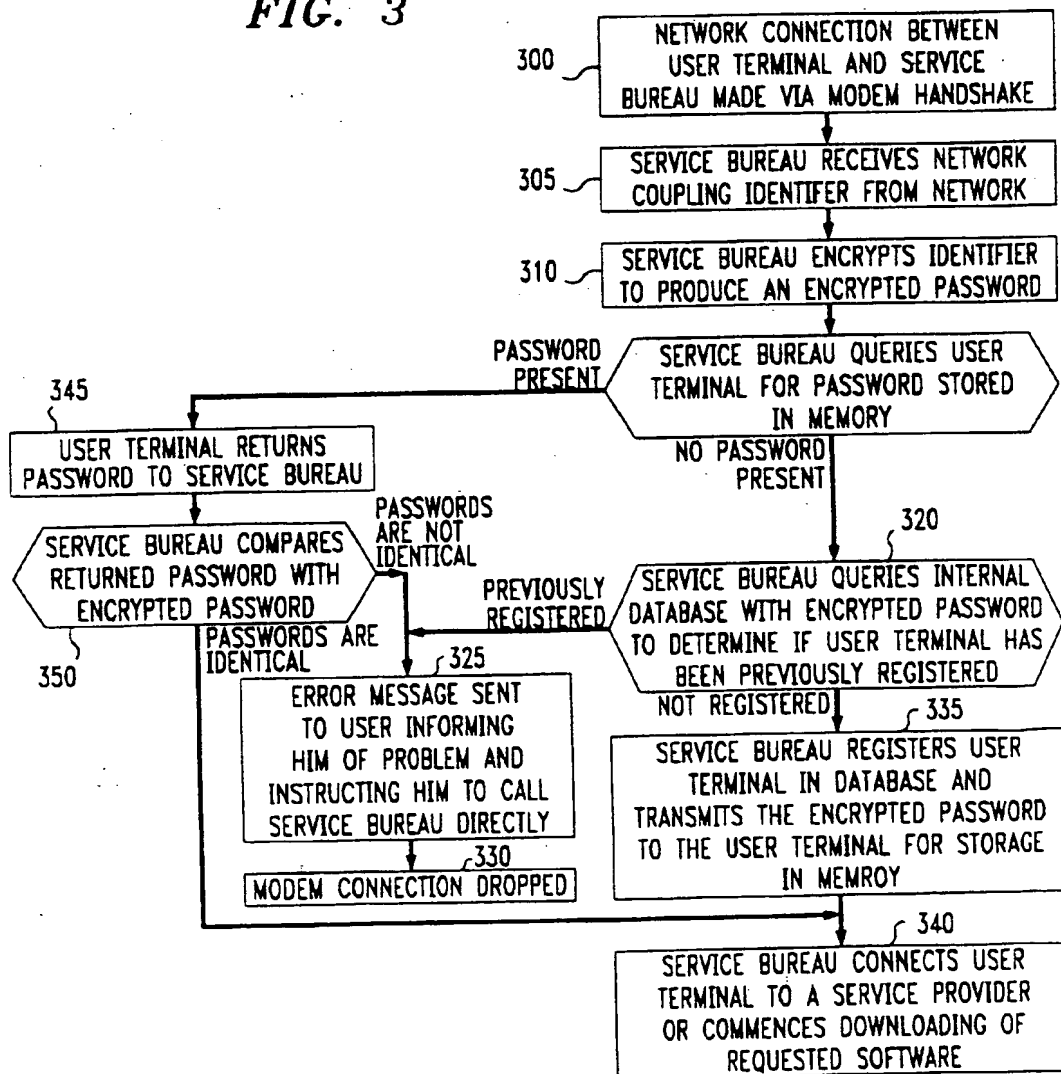 FIG. 3
300
NETWORK CONNECTION BETWEEN
USER TERMINAL AND SERVICE
BUREAU MADE VIA MODEM HANDSHAKE
305
SERVICE BUREAU RECEIVES NETWORK
COUPLING IDENTIFER FROM NETWORK
310
SERVICE BUREAU ENCRYPTS IDENTIFIER
TO PRODUCE AN ENCRYPTED PASSWORD
SERVICE BUREAU QUERIES USER
TERMINAL FOR PASSWORD STORED
IN MEMORY
PASSWORD
PRESENT
345
USER TERMINAL RETURNS
PASSWORD TO SERVICE BUREAU
NO PASSWORD
PRESENT
SERVICE BUREAU COMPARES
RETURNED PASSWORD WITH
ENCRYPTED PASSWORD
350
PASSWORDS
ARE NOT
IDENTICAL
PASSWORDS ARE
IDENTICAL
320
SERVICE BUREAU QUERIES INTERNAL
DATABASE WITH ENCRYPTED PASSWORD
TO DETERMINE IF USER TERMINAL HAS
BEEN PREVIOUSLY REGISTERED
PREVIOUSLY
REGISTERED
NOT REGISTERED
325
ERROR MESSAGE SENT
TO USER INFORMING
HIM OF PROBLEM AND
INSTRUCTING HIM TO CALL
SERVICE BUREAU DIRECTLY
330
MODEM CONNECTION DROPPED
335
SERVICE BUREAU REGISTERS USER
TERMINAL IN DATABASE AND
TRANSMITS THE ENCRYPTED PASSWORD
TO THE USER TERMINAL FOR STORAGE
IN MEMROY
340
SERVICE BUREAU CONNECTS USER
TERMINAL TO A SERVICE PROVIDER
OR COMMENCES DOWNLOADING OF
REQUESTED SOFTWARE